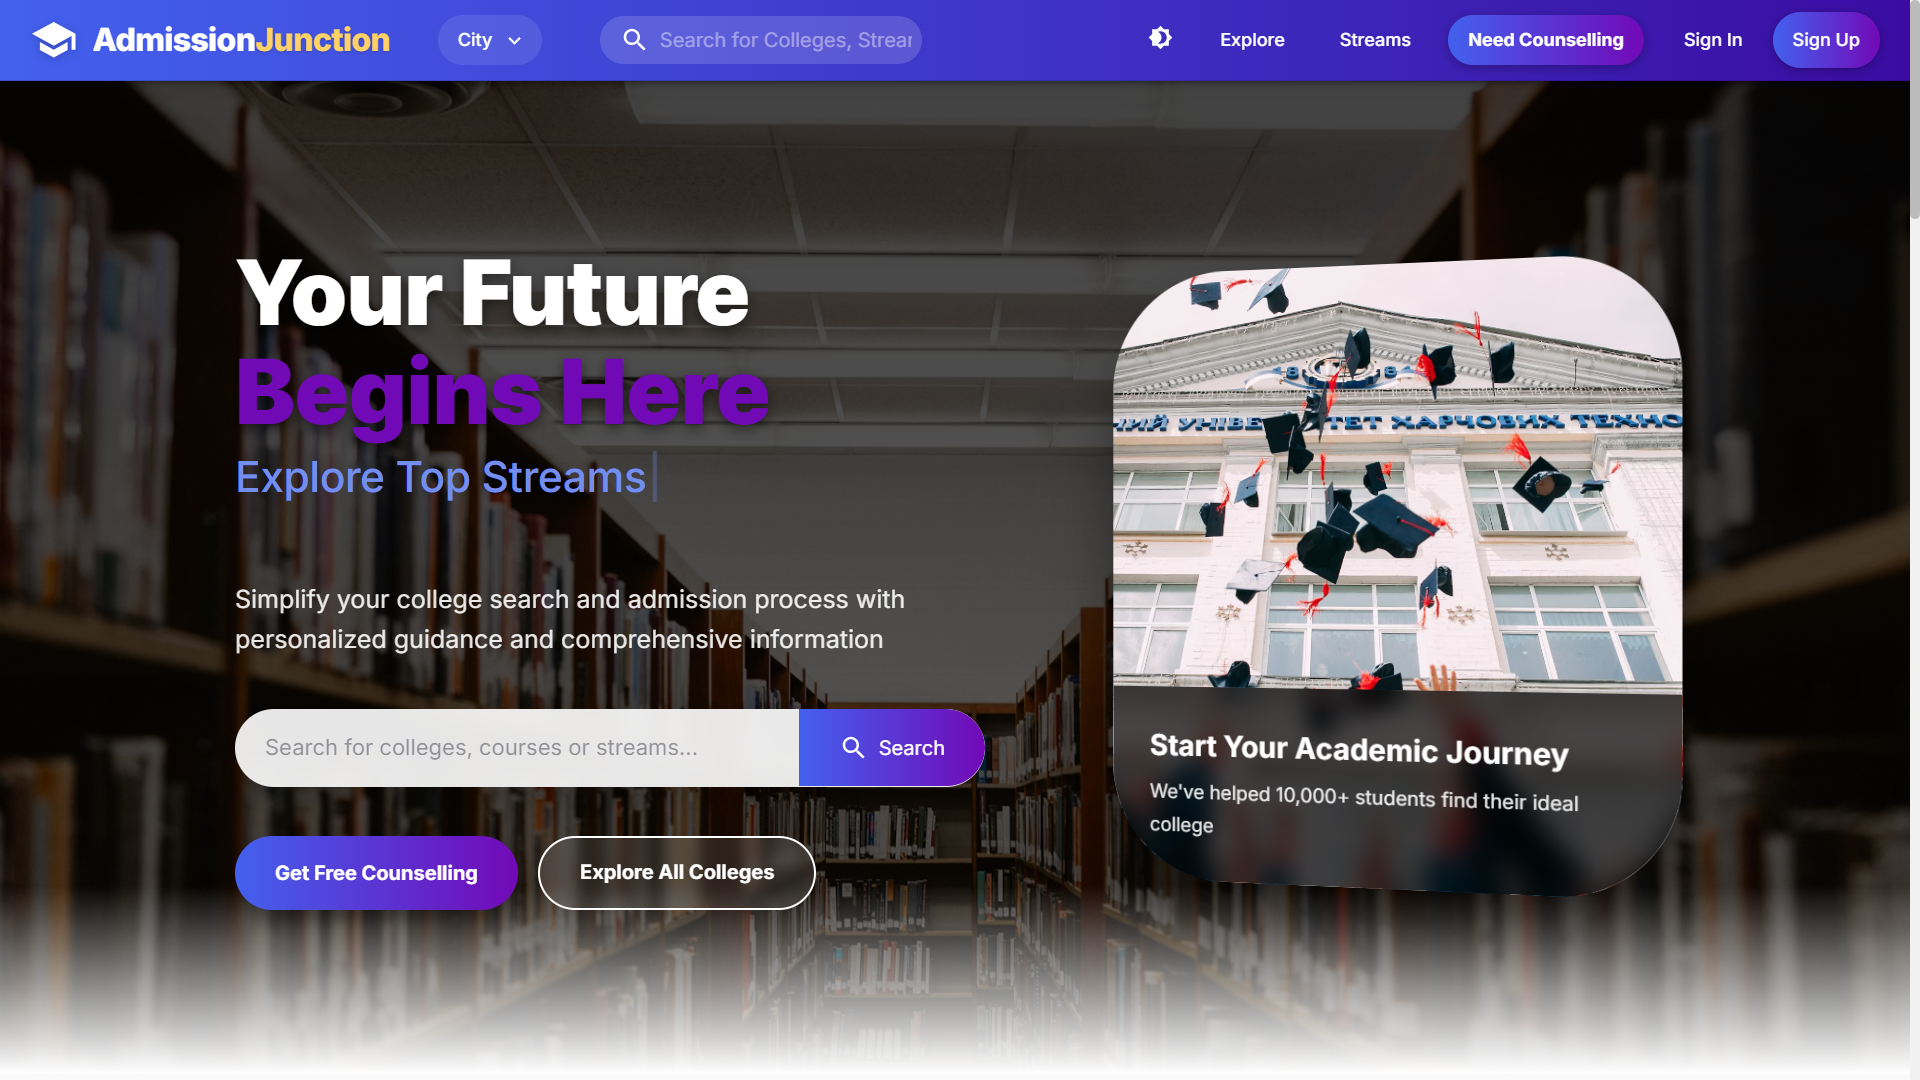 AdmissionJunction
City
Search for Colleges, Strear
Explore
Streams
Need Counselling
Sign In
Sign Up
Your Future
Begins Here
Explore Top Streams
Simplify your college search and admission process with
personalized guidance and comprehensive information
Search for colleges, courses or streams...
Search
Get Free Counselling
Explore All Colleges
ХАРЧОВИХ ТЕХНО
Start Your Academic Journey
We've helped 10,000+ students find their ideal
college